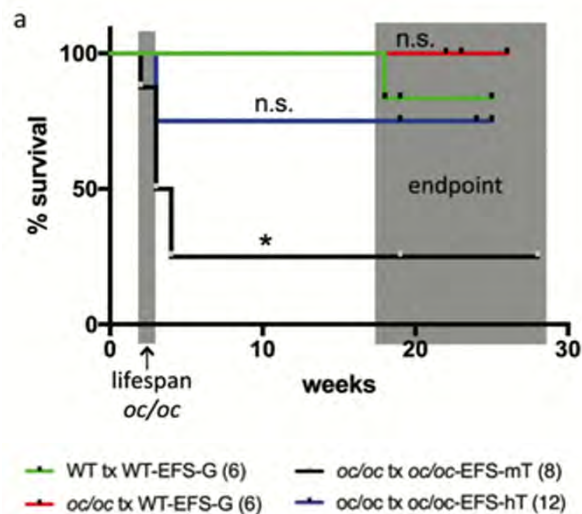 a
100
n.s.
n.s.
% survival
50
endpoint
*
0
0 10 20 30
lifespan
oc/oc
weeks
WT tx WT-EFS-G (6)
oc/oc tx oc/oc-EFS-mT (8)
oc/oc tx WT-EFS-G (6)
oc/oc tx oc/oc-EFS-hT (12)